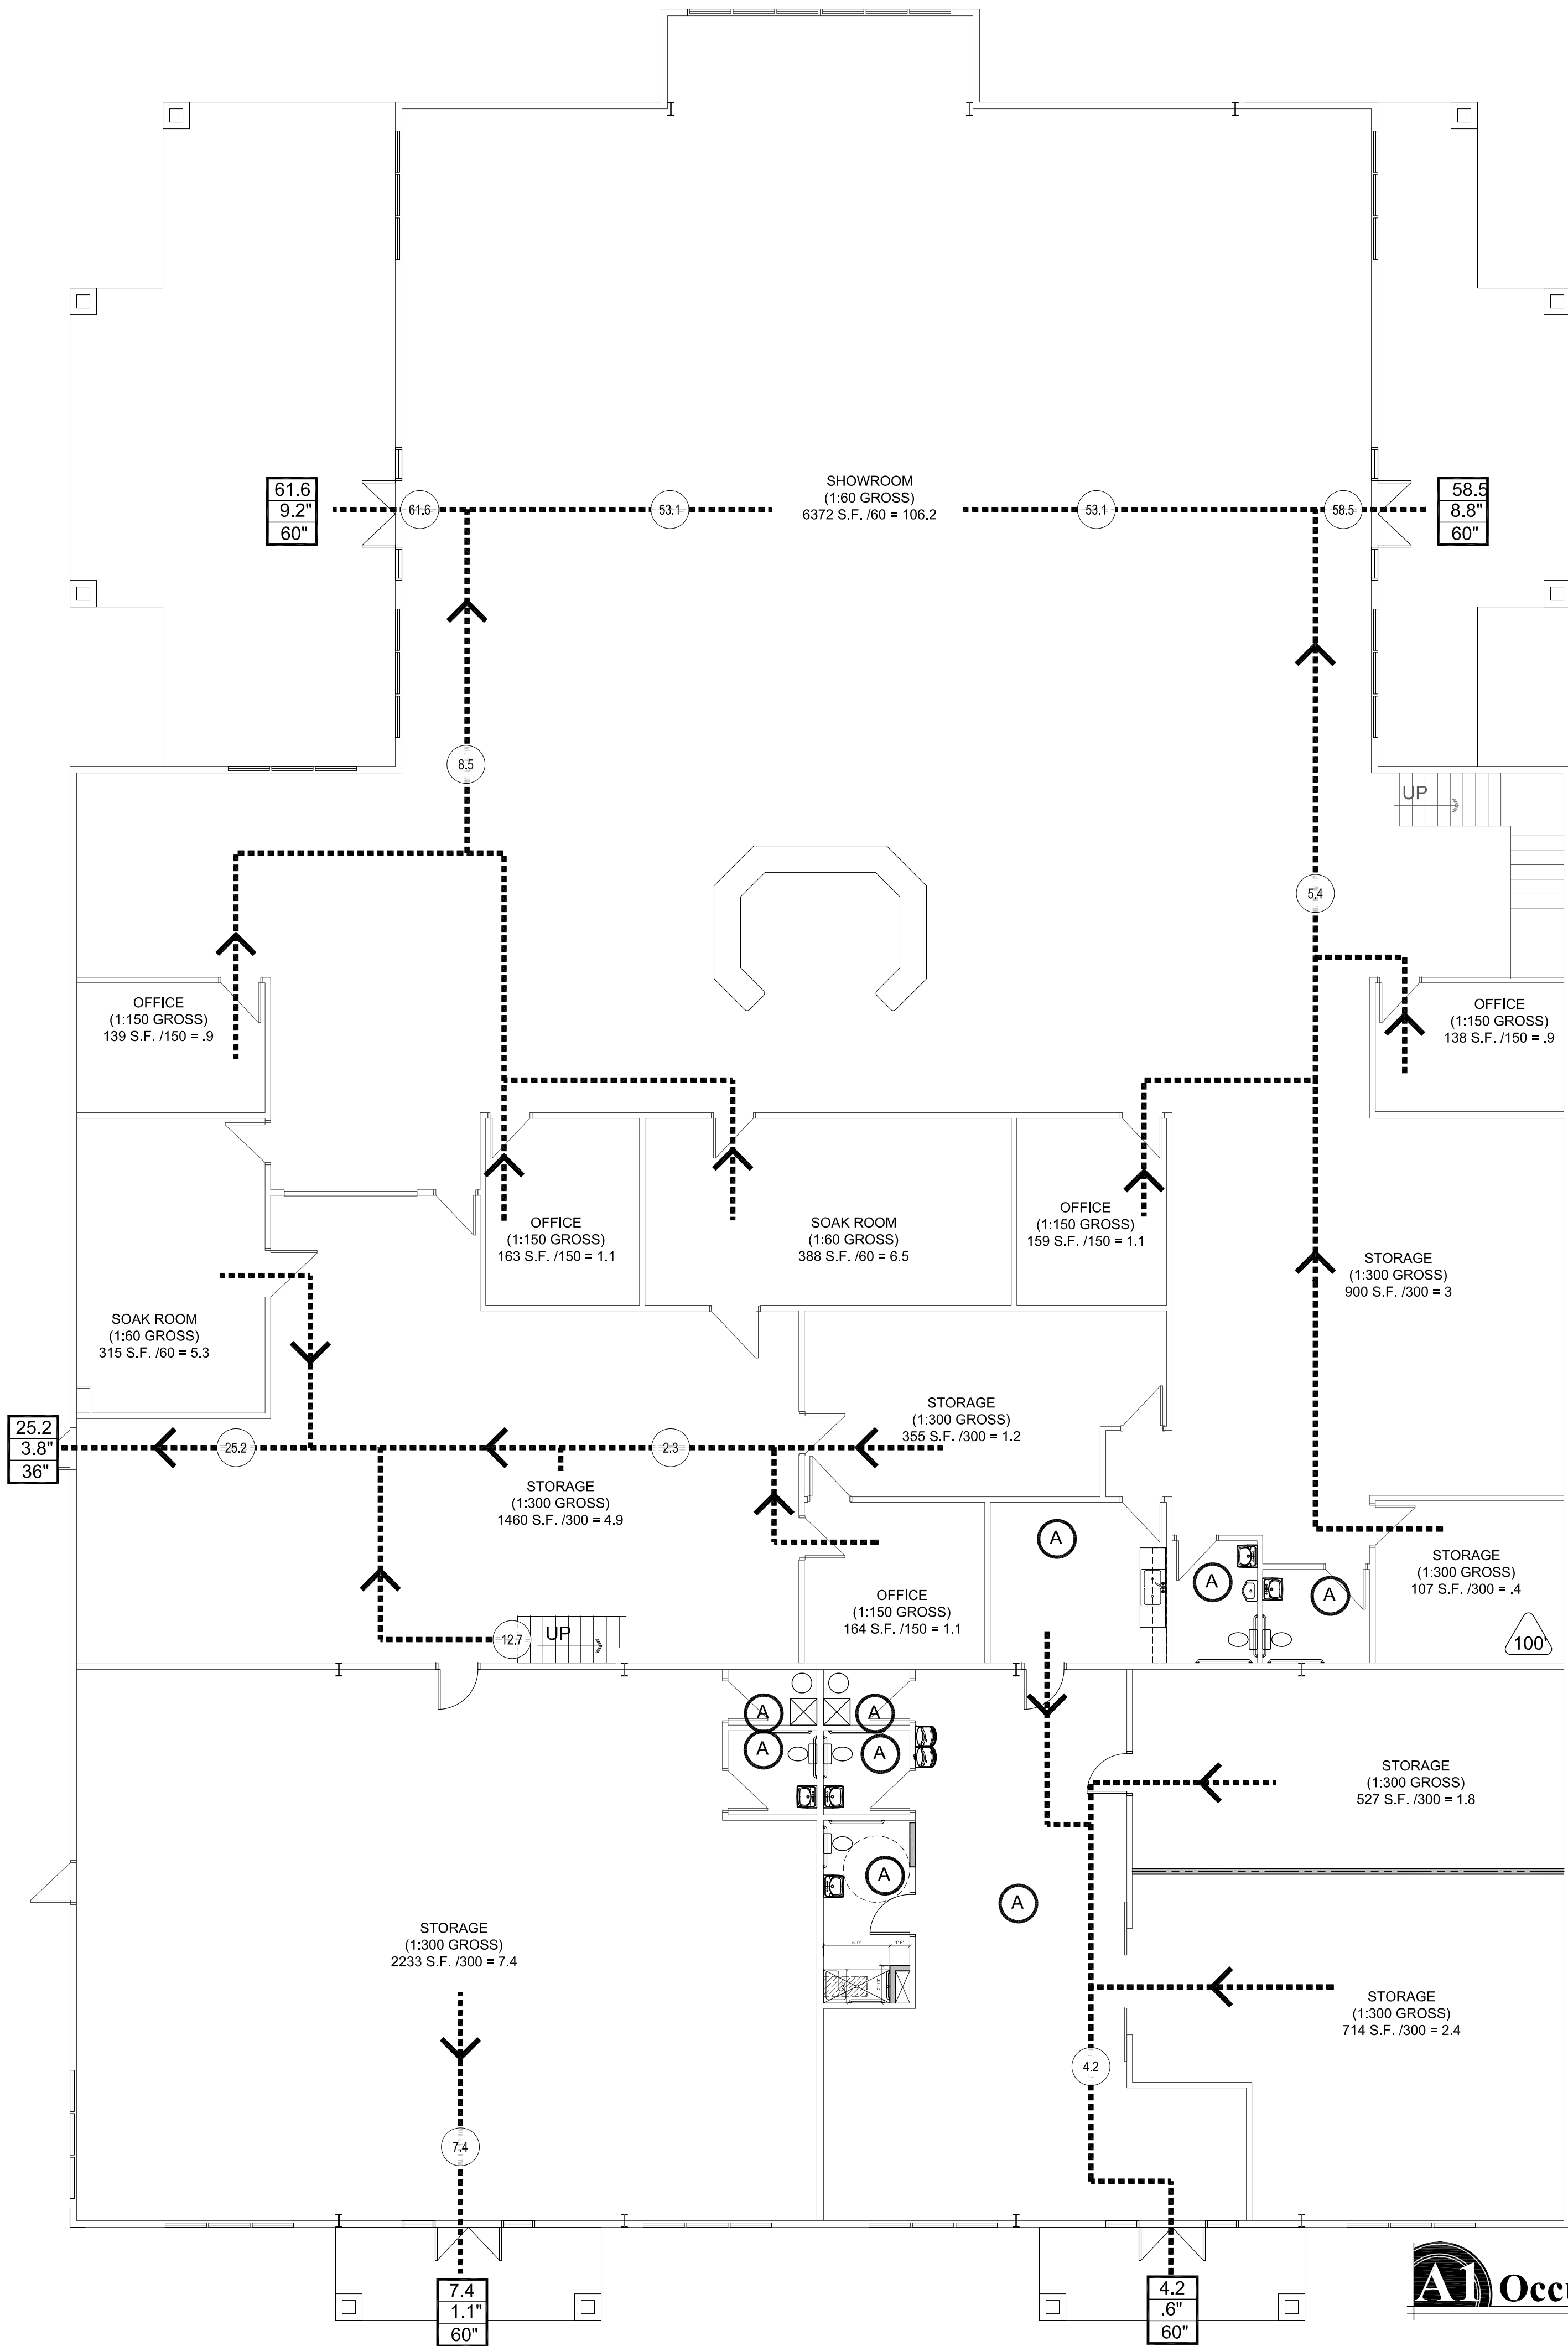 SHOWROOM
(1:60 GROSS)
6372 S.F. /60 = 106.2
61.6
9.2"
60"
61.6
53.1
53.1
58.5
58.5
8.8"
60"
8.5
UP
5.4
OFFICE
(1:150 GROSS)
139 S.F. /150 = .9
OFFICE
(1:150 GROSS)
138 S.F. /150 = .9
OFFICE
(1:150 GROSS)
163 S.F. /150 = 1.1
SOAK ROOM
(1:60 GROSS)
388 S.F. /60 = 6.5
OFFICE
(1:150 GROSS)
159 S.F. /150 = 1.1
STORAGE
(1:300 GROSS)
900 S.F. /300 = 3
SOAK ROOM
(1:60 GROSS)
315 S.F. /60 = 5.3
STORAGE
(1:300 GROSS)
355 S.F. /300 = 1.2
25.2
3.8"
36"
25.2
2.3
STORAGE
(1:300 GROSS)
1460 S.F. /300 = 4.9
A
A
A
STORAGE
(1:300 GROSS)
107 S.F. /300 = .4
OFFICE
(1:150 GROSS)
164 S.F. /150 = 1.1
12.7
UP
100'
A
A
A
A
STORAGE
(1:300 GROSS)
527 S.F. /300 = 1.8
A
A
STORAGE
(1:300 GROSS)
2233 S.F. /300 = 7.4
STORAGE
(1:300 GROSS)
714 S.F. /300 = 2.4
4.2
7.4
7.4
1.1"
60"
4.2
.6"
60"
A1